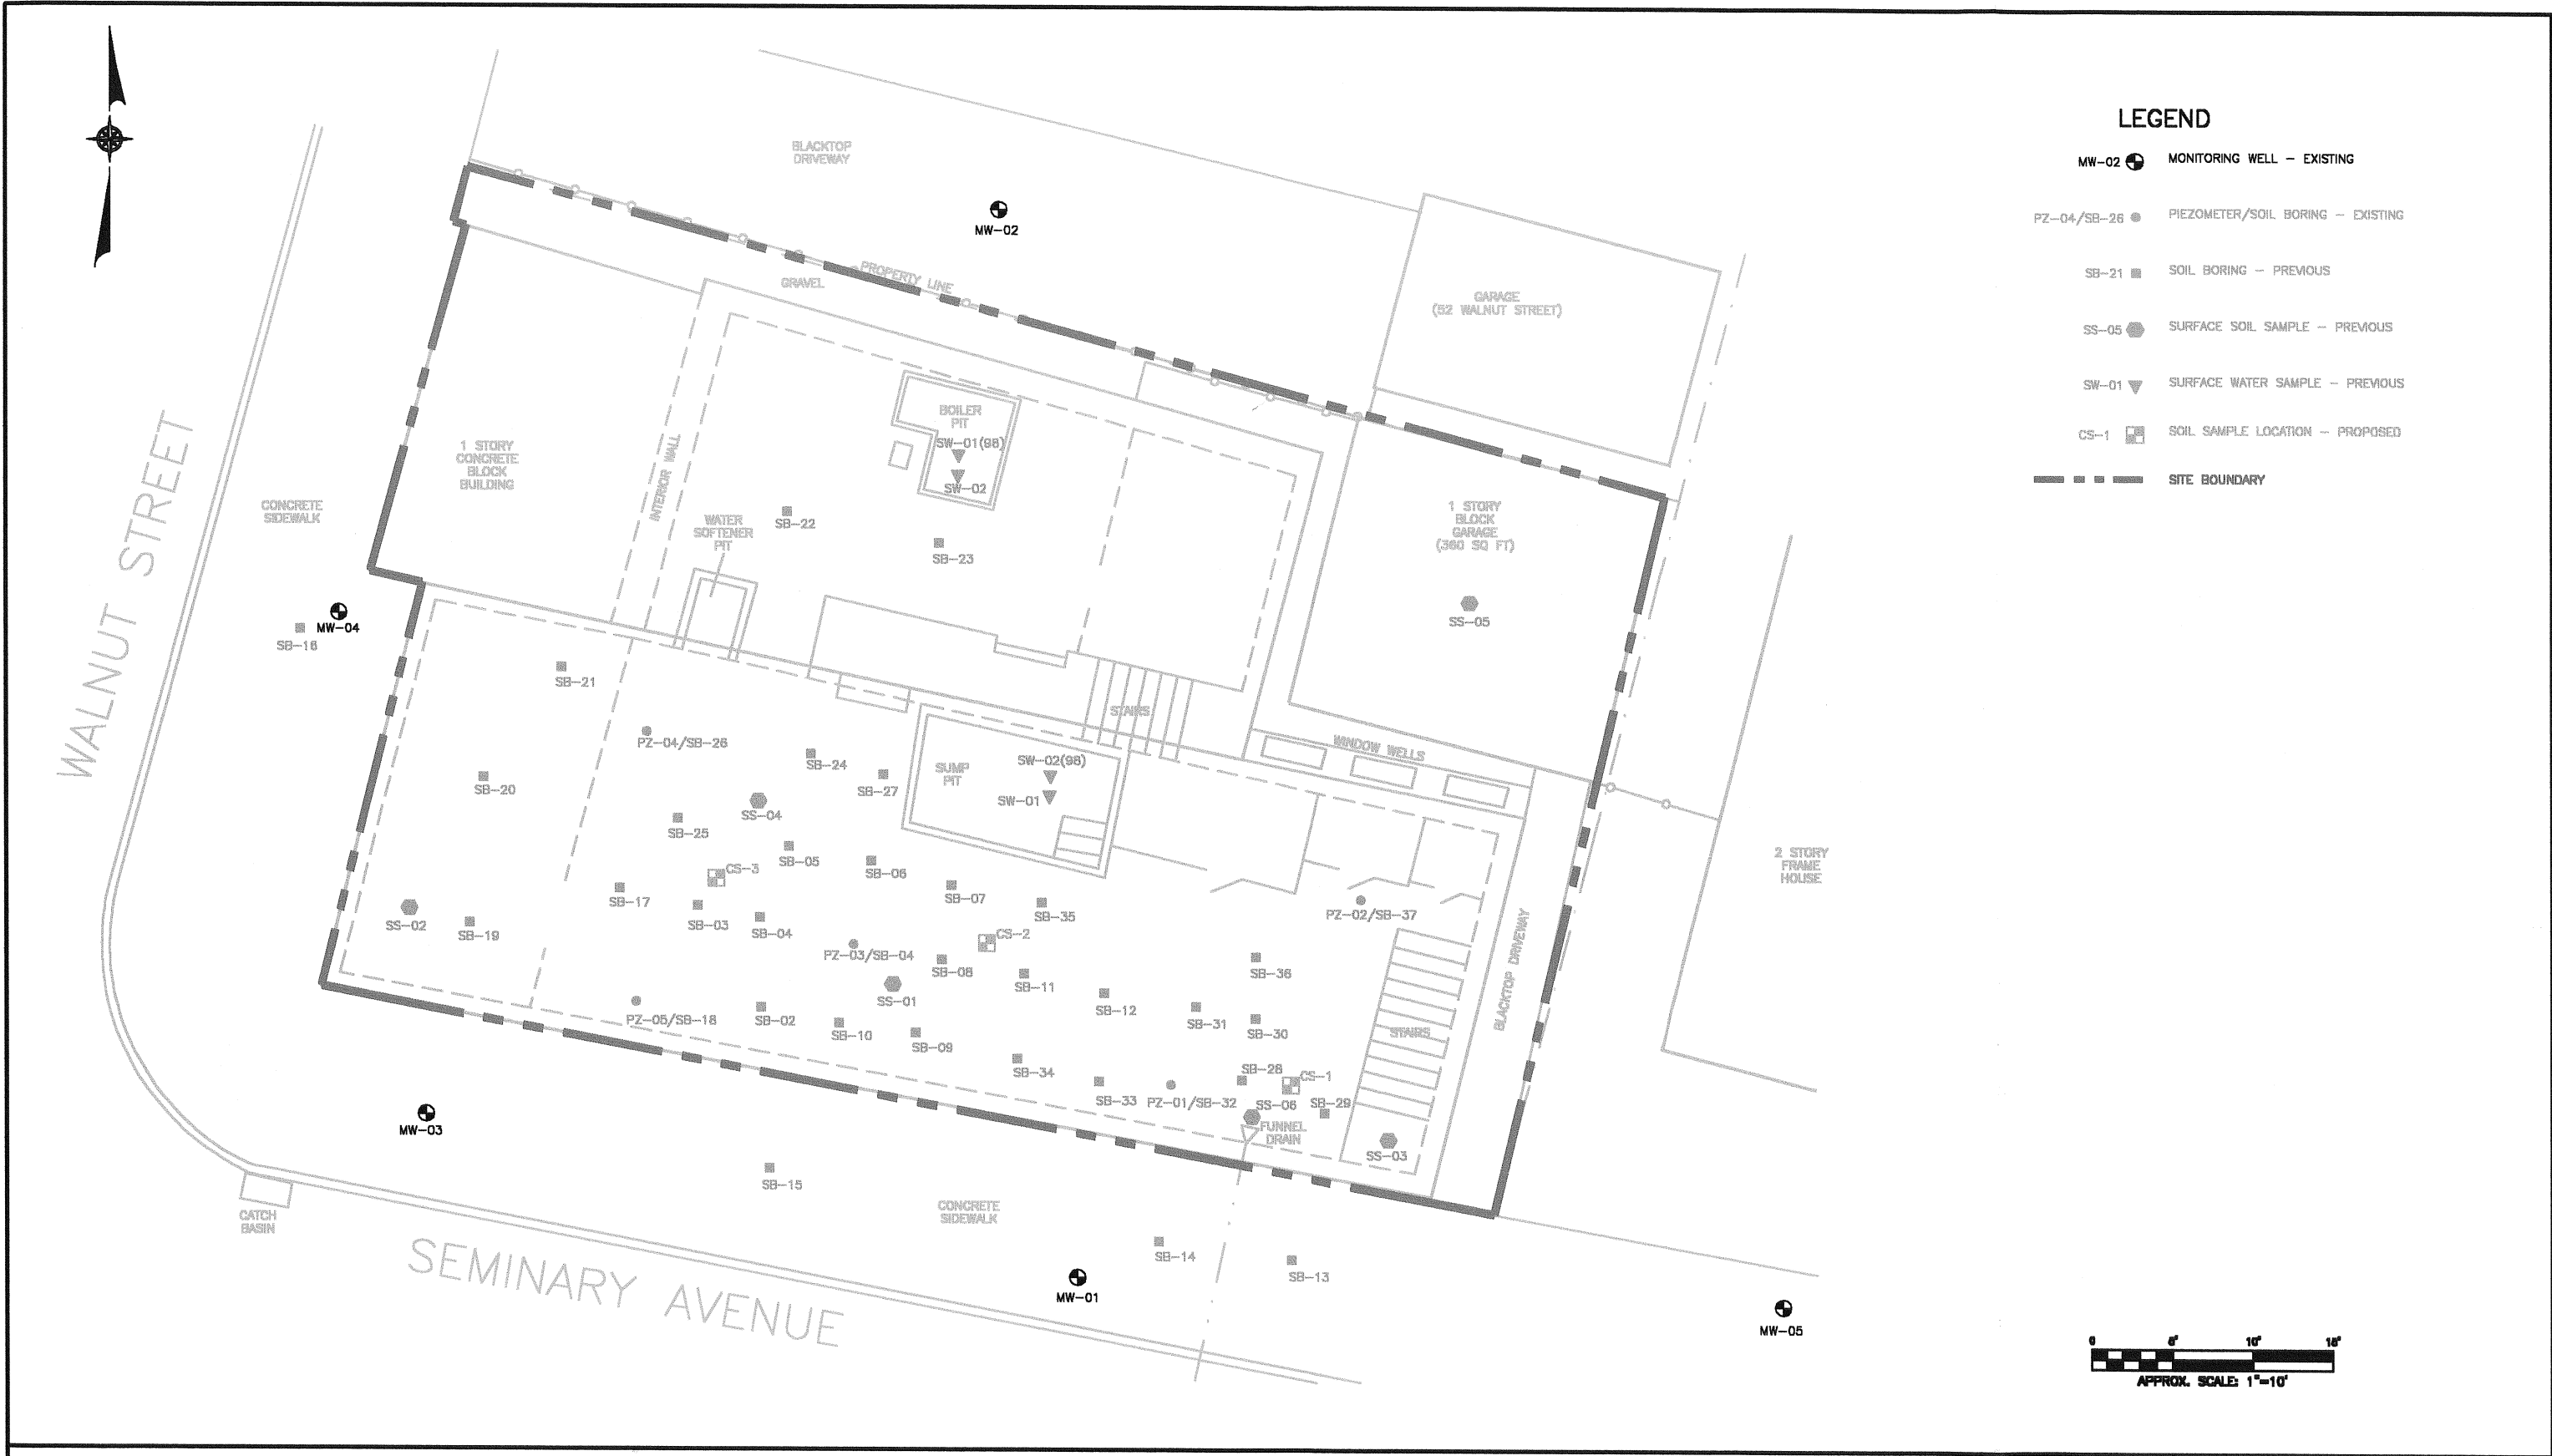 LEGEND
MW-02 MONITORING WELL - EXISTING
PZ-04/SB-26 PIEZOMETER/SOIL BORING - EXISTING
SB-21 SOIL BORING - PREVIOUS
SS-05 SURFACE SOIL SAMPLE - PREVIOUS
SW-01 SURFACE WATER SAMPLE - PREVIOUS
CS-1 SOIL SAMPLE LOCATION - PROPOSED
SITE BOUNDARY
BLACKTOP
DRIVEWAY
MW-02
PROPERTY LINE
GRAVEL
GARAGE
(52 WALNUT STREET)
BOILER
PIT
SW-01(98)
SW-02
1 STORY
CONCRETE
BLOCK
BUILDING
INTERIOR WALL
CONCRETE
SIDEWALK
WATER
SOFTENER
PIT
SB-22
SB-23
1 STORY
BLOCK
GARAGE
(360 SQ FT)
SS-05
WALNUT STREET
MW-04
SB-16
SB-21
STAIRS
PZ-04/SB-26
WINDOW WELLS
SB-24
SB-27
SUMP
PIT
SW-02(98)
SW-01
SB-20
SS-04
SB-25
SB-05
SB-06
CS-3
2 STORY
FRAME
HOUSE
SB-17
SB-03
SB-04
SB-07
SB-35
PZ-02/SB-37
SS-02
SB-19
CS-2
PZ-03/SB-04
SB-08
SB-36
BLACKTOP DRIVEWAY
SS-01
SB-11
SB-12
SB-31
SB-30
STAIRS
PZ-05/SB-18
SB-02
SB-10
SB-09
SB-34
SB-28
CS-1
SB-33
PZ-01/SB-32
SS-06
SB-29
FUNNEL
DRAIN
SS-03
MW-03
SB-15
CONCRETE
SIDEWALK
CATCH
BASIN
SEMINARY AVENUE
SB-14
SB-13
MW-01
MW-05
0 5' 10' 15'
APPROX. SCALE: 1"=10'